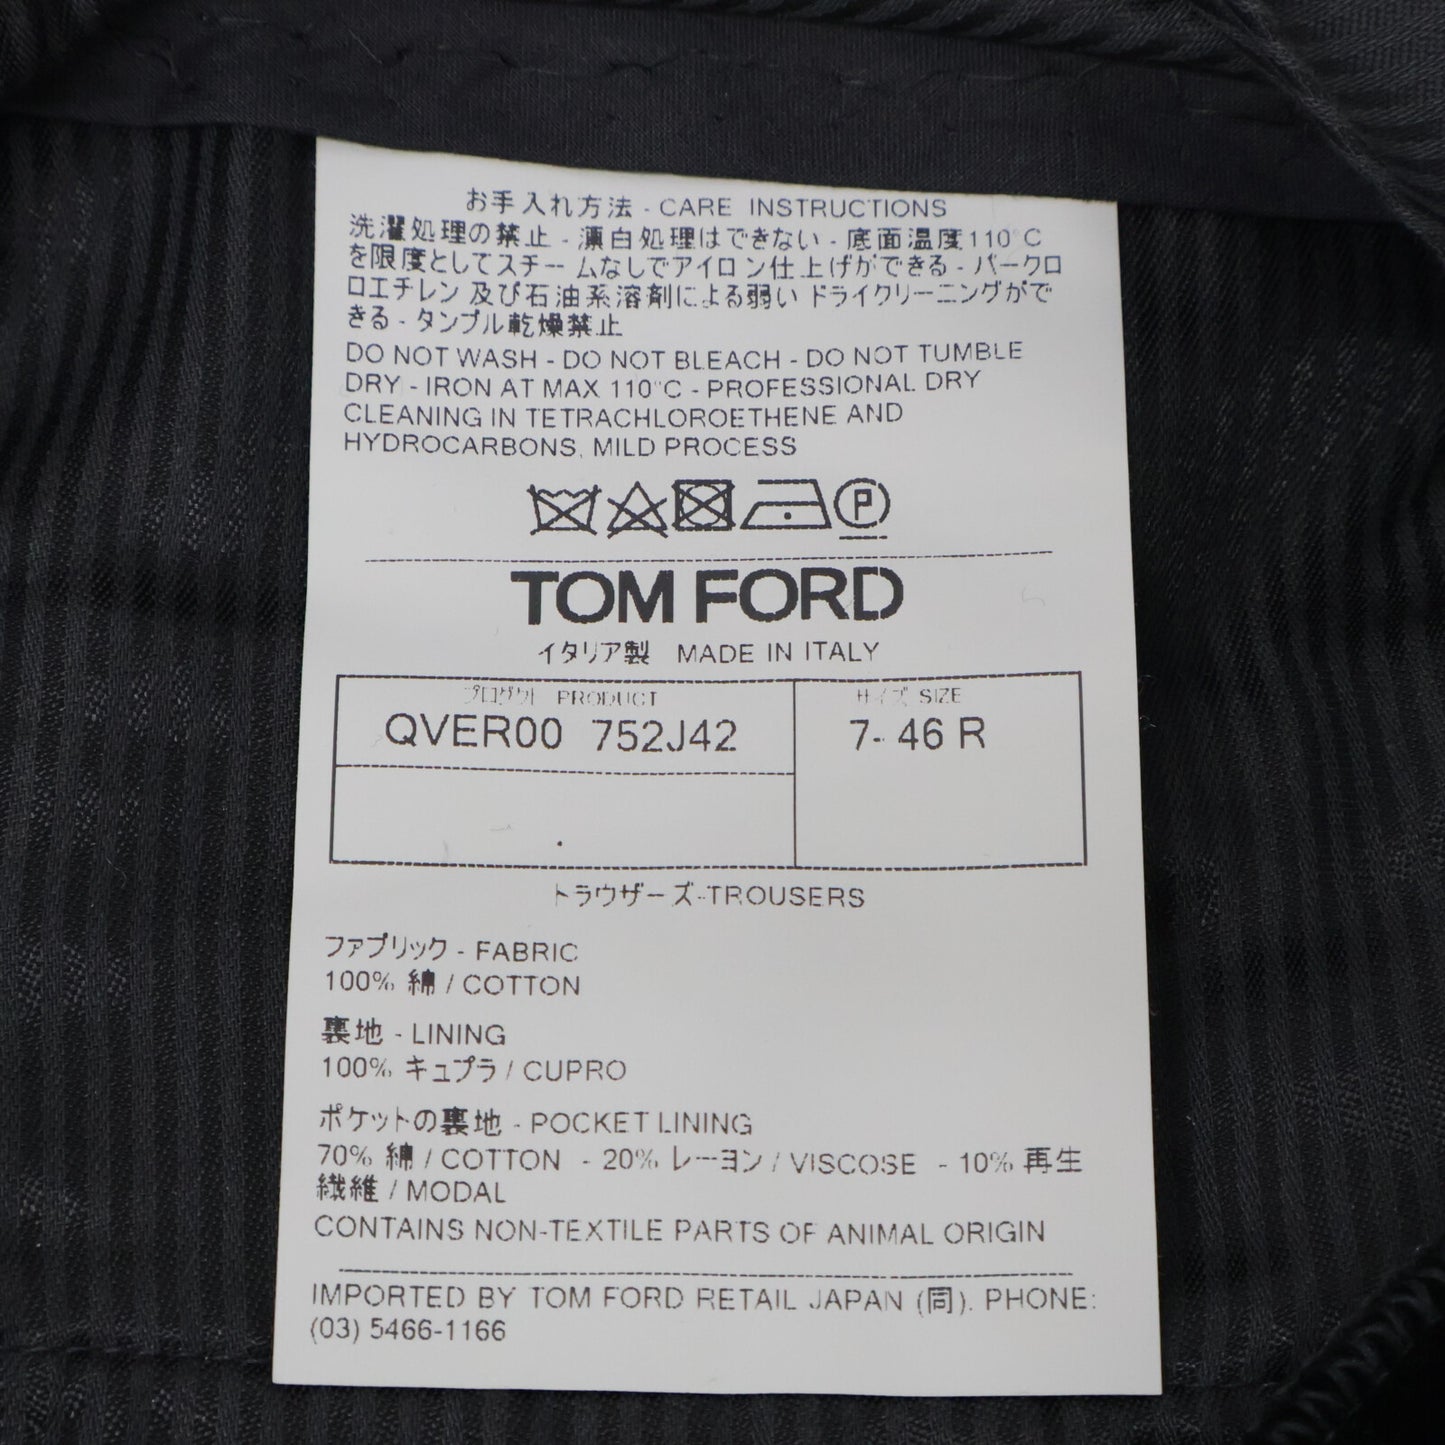 お手入れ方法 - CARE INSTRUCTIONS
洗濯処理の禁止 - 漂白処理はできない - 底面温度110°C
を限度としてスチームなしでアイロン仕上げができる - パークロ
ロエチレン及び石油系溶剤による弱いドライクリーニングがで
きる - タンブル乾燥禁止
DO NOT WASH - DO NOT BLEACH - DO NOT TUMBLE
DRY - IRON AT MAX 110°C - PROFESSIONAL DRY
CLEANING IN TETRACHLOROETHENE AND
HYDROCARBONS, MILD PROCESS
P
TOM FORD
イタリア製 MADE IN ITALY
プロダクト PRODUCT
サイズ SIZE
QVER00 752J42
7- 46 R
トラウザーズ-TROUSERS
ファブリック - FABRIC
100% 綿 / COTTON
裏地 - LINING
100% キュプラ / CUPRO
ポケットの裏地 - POCKET LINING
70% 綿 / COTTON - 20% レーヨン / VISCOSE - 10% 再生
繊維 / MODAL
CONTAINS NON-TEXTILE PARTS OF ANIMAL ORIGIN
IMPORTED BY TOM FORD RETAIL JAPAN (同). PHONE:
(03) 5466-1166